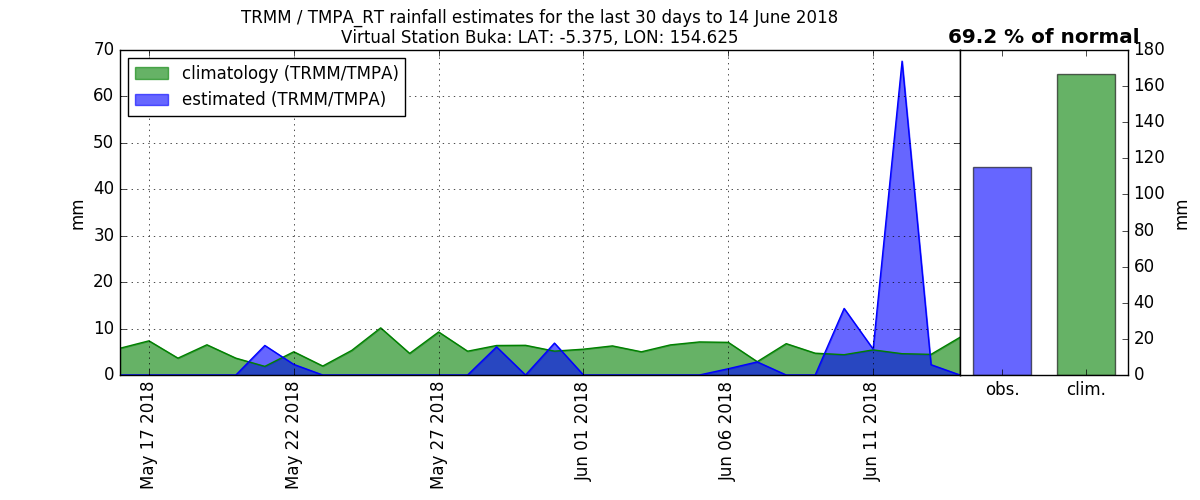 TRMM / TMPA_RT rainfall estimates for the last 30 days to 14 June 2018
Virtual Station Buka: LAT: -5.375, LON: 154.625
69.2 % of normal
climatology (TRMM/TMPA)
estimated (TRMM/TMPA)
70
60
50
40
30
20
10
0
mm
May 17 2018
May 22 2018
May 27 2018
Jun 01 2018
Jun 06 2018
Jun 11 2018
obs.
clim.
180
160
140
120
100
80
60
40
20
0
mm